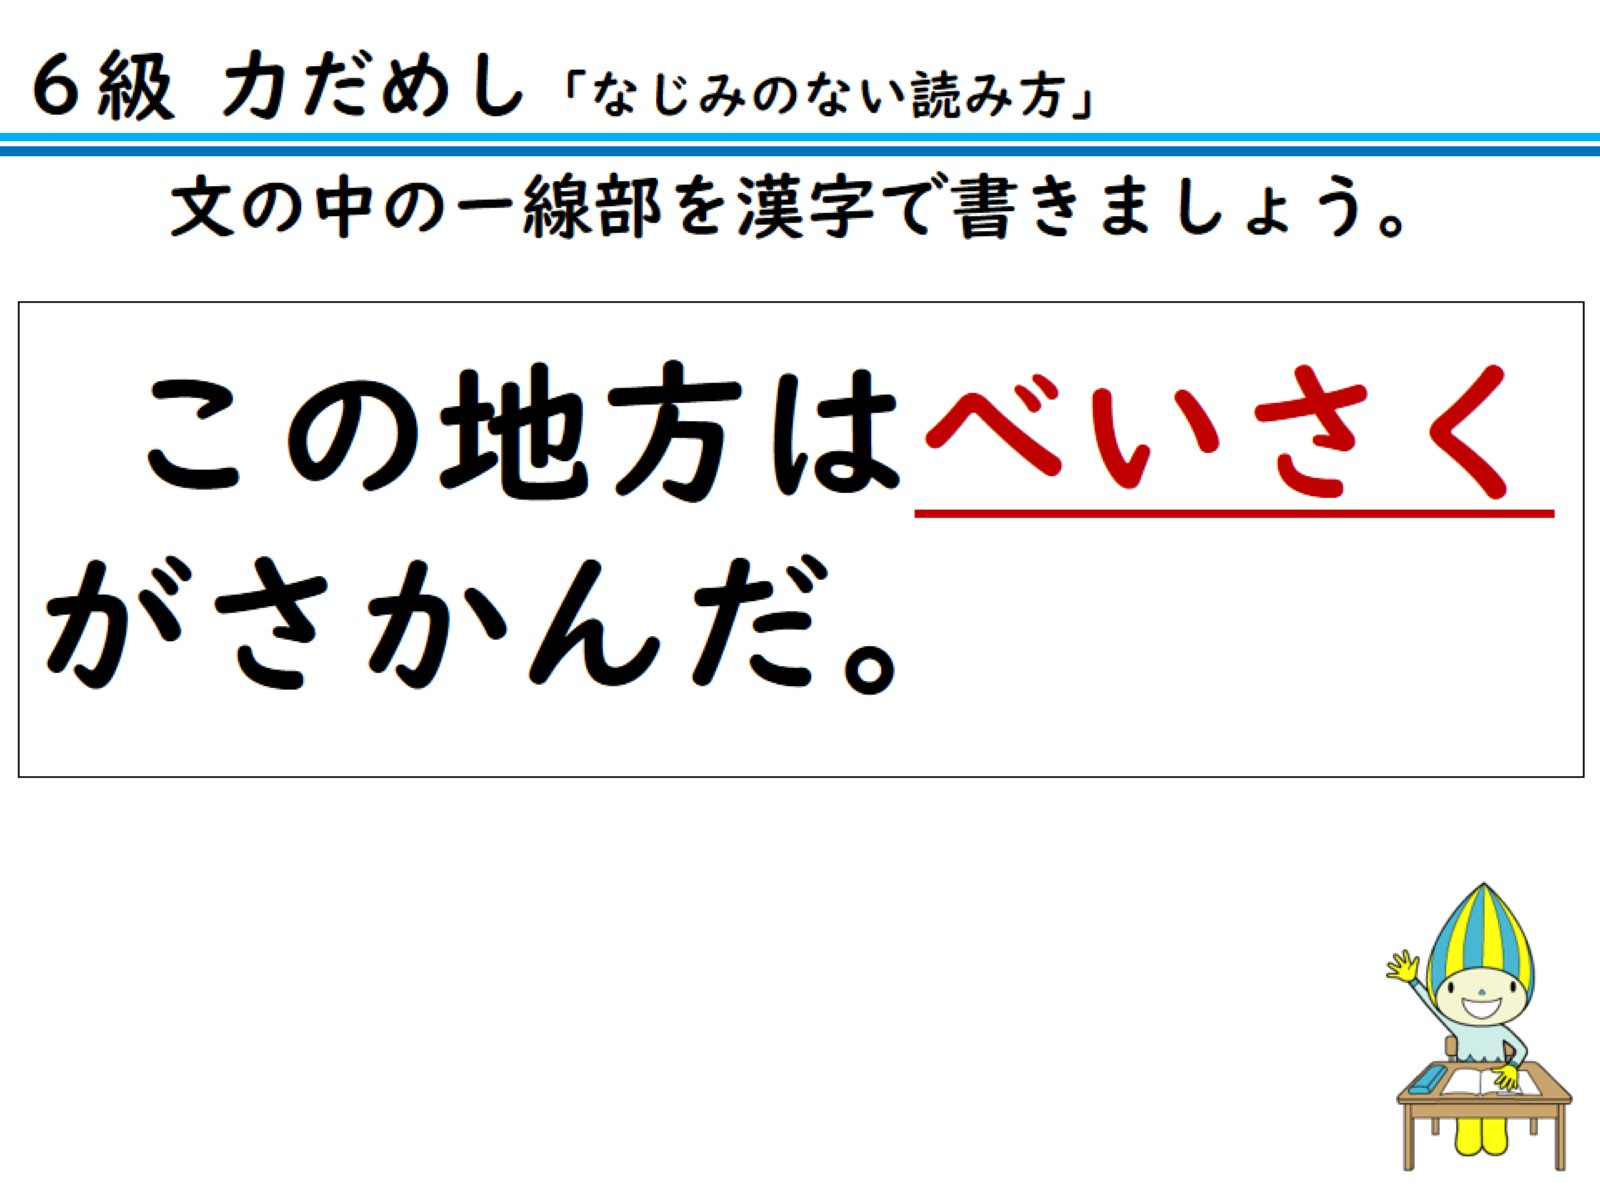 ６級 力だめし「なじみのない読み方」
文の中の一線部を漢字で書きましょう。
この地方はべいさく
がさかんだ。